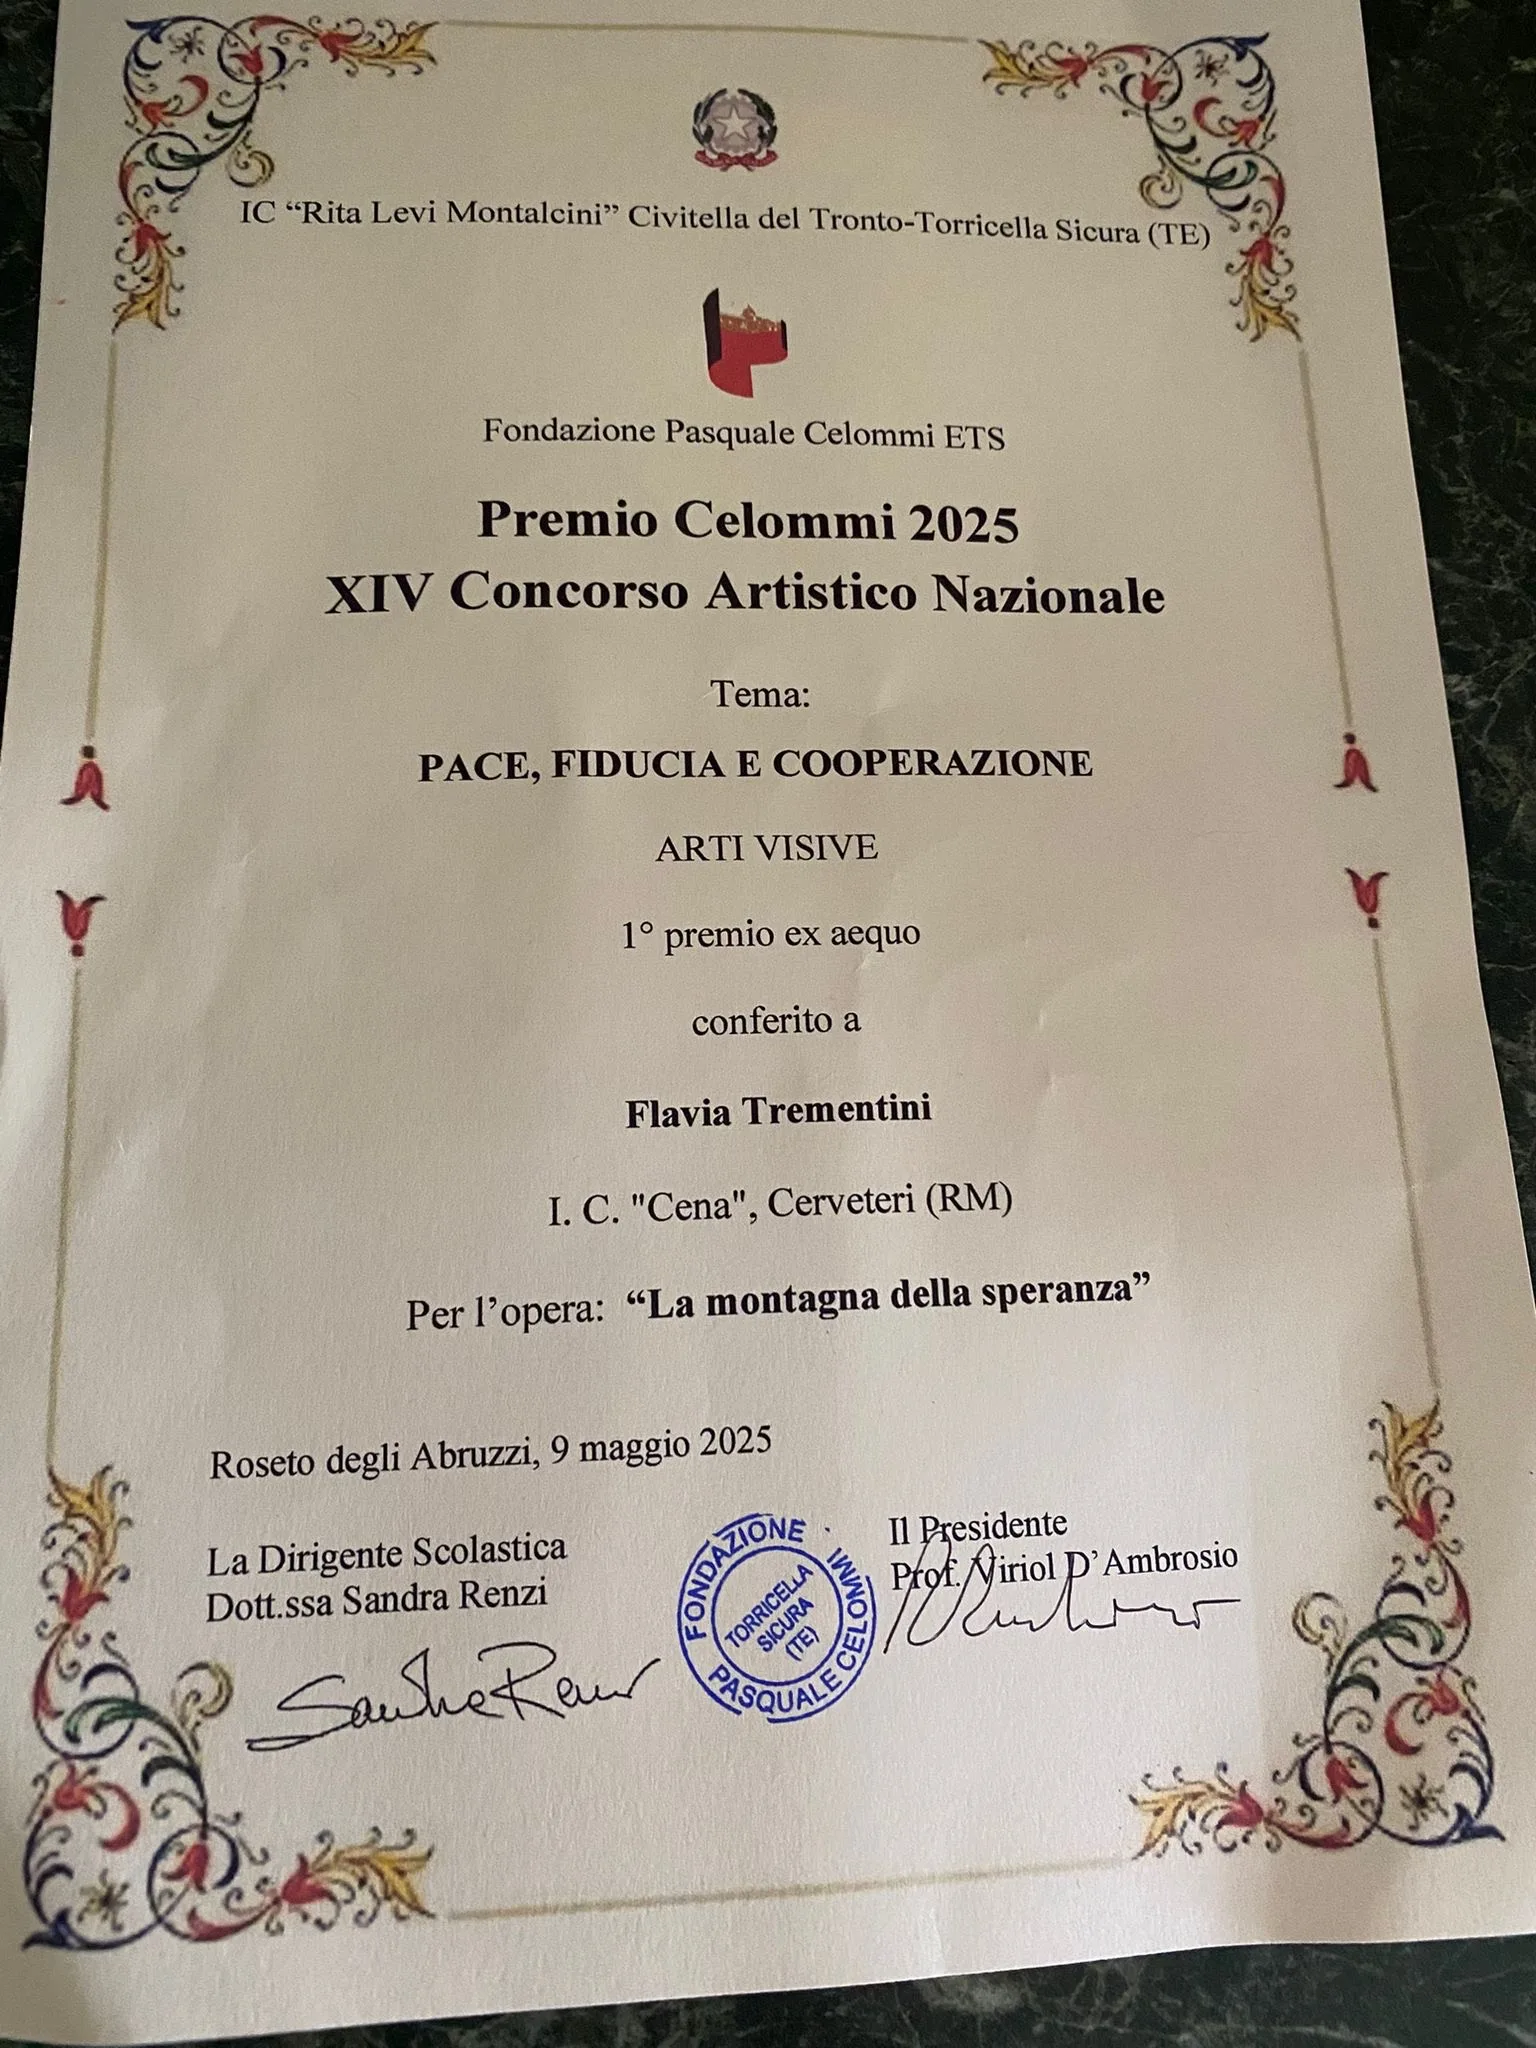 IC “Rita Levi Montalcini” Civitella del Tronto-Torricella Sicura (TE)
Fondazione Pasquale Celommi ETS
Premio Celommi 2025
XIV Concorso Artistico Nazionale
Tema:
PACE, FIDUCIA E COOPERAZIONE
ARTI VISIVE
1° premio ex aequo
conferito a
Flavia Trementini
I. C. "Cena", Cerveteri (RM)
Per l’opera: “La montagna della speranza”
Roseto degli Abruzzi, 9 maggio 2025
La Dirigente Scolastica
Dott.ssa Sandra Renzi
Sandra Renzi
FONDAZIONE · PASQUALE CELOMMI
TORRICELLA
SICURA
(TE)
Il Presidente
Prof. Viriol D’Ambrosio